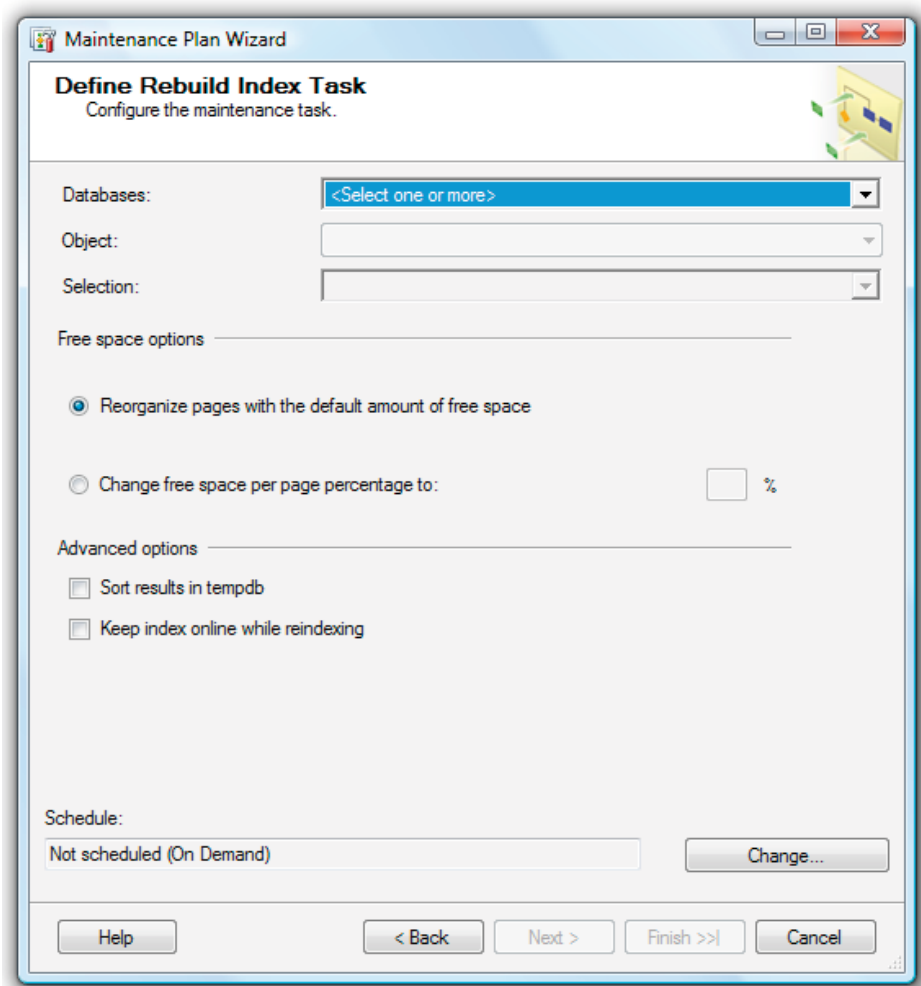 Maintenance Plan Wizard
Define Rebuild Index Task
Configure the maintenance task.
Databases:
<Select one or more>
Object:
Selection:
Free space options
Reorganize pages with the default amount of free space
Change free space per page percentage to:
%
Advanced options
Sort results in tempdb
Keep index online while reindexing
Schedule:
Not scheduled (On Demand)
Change...
Help
< Back
Next >
Finish >>|
Cancel